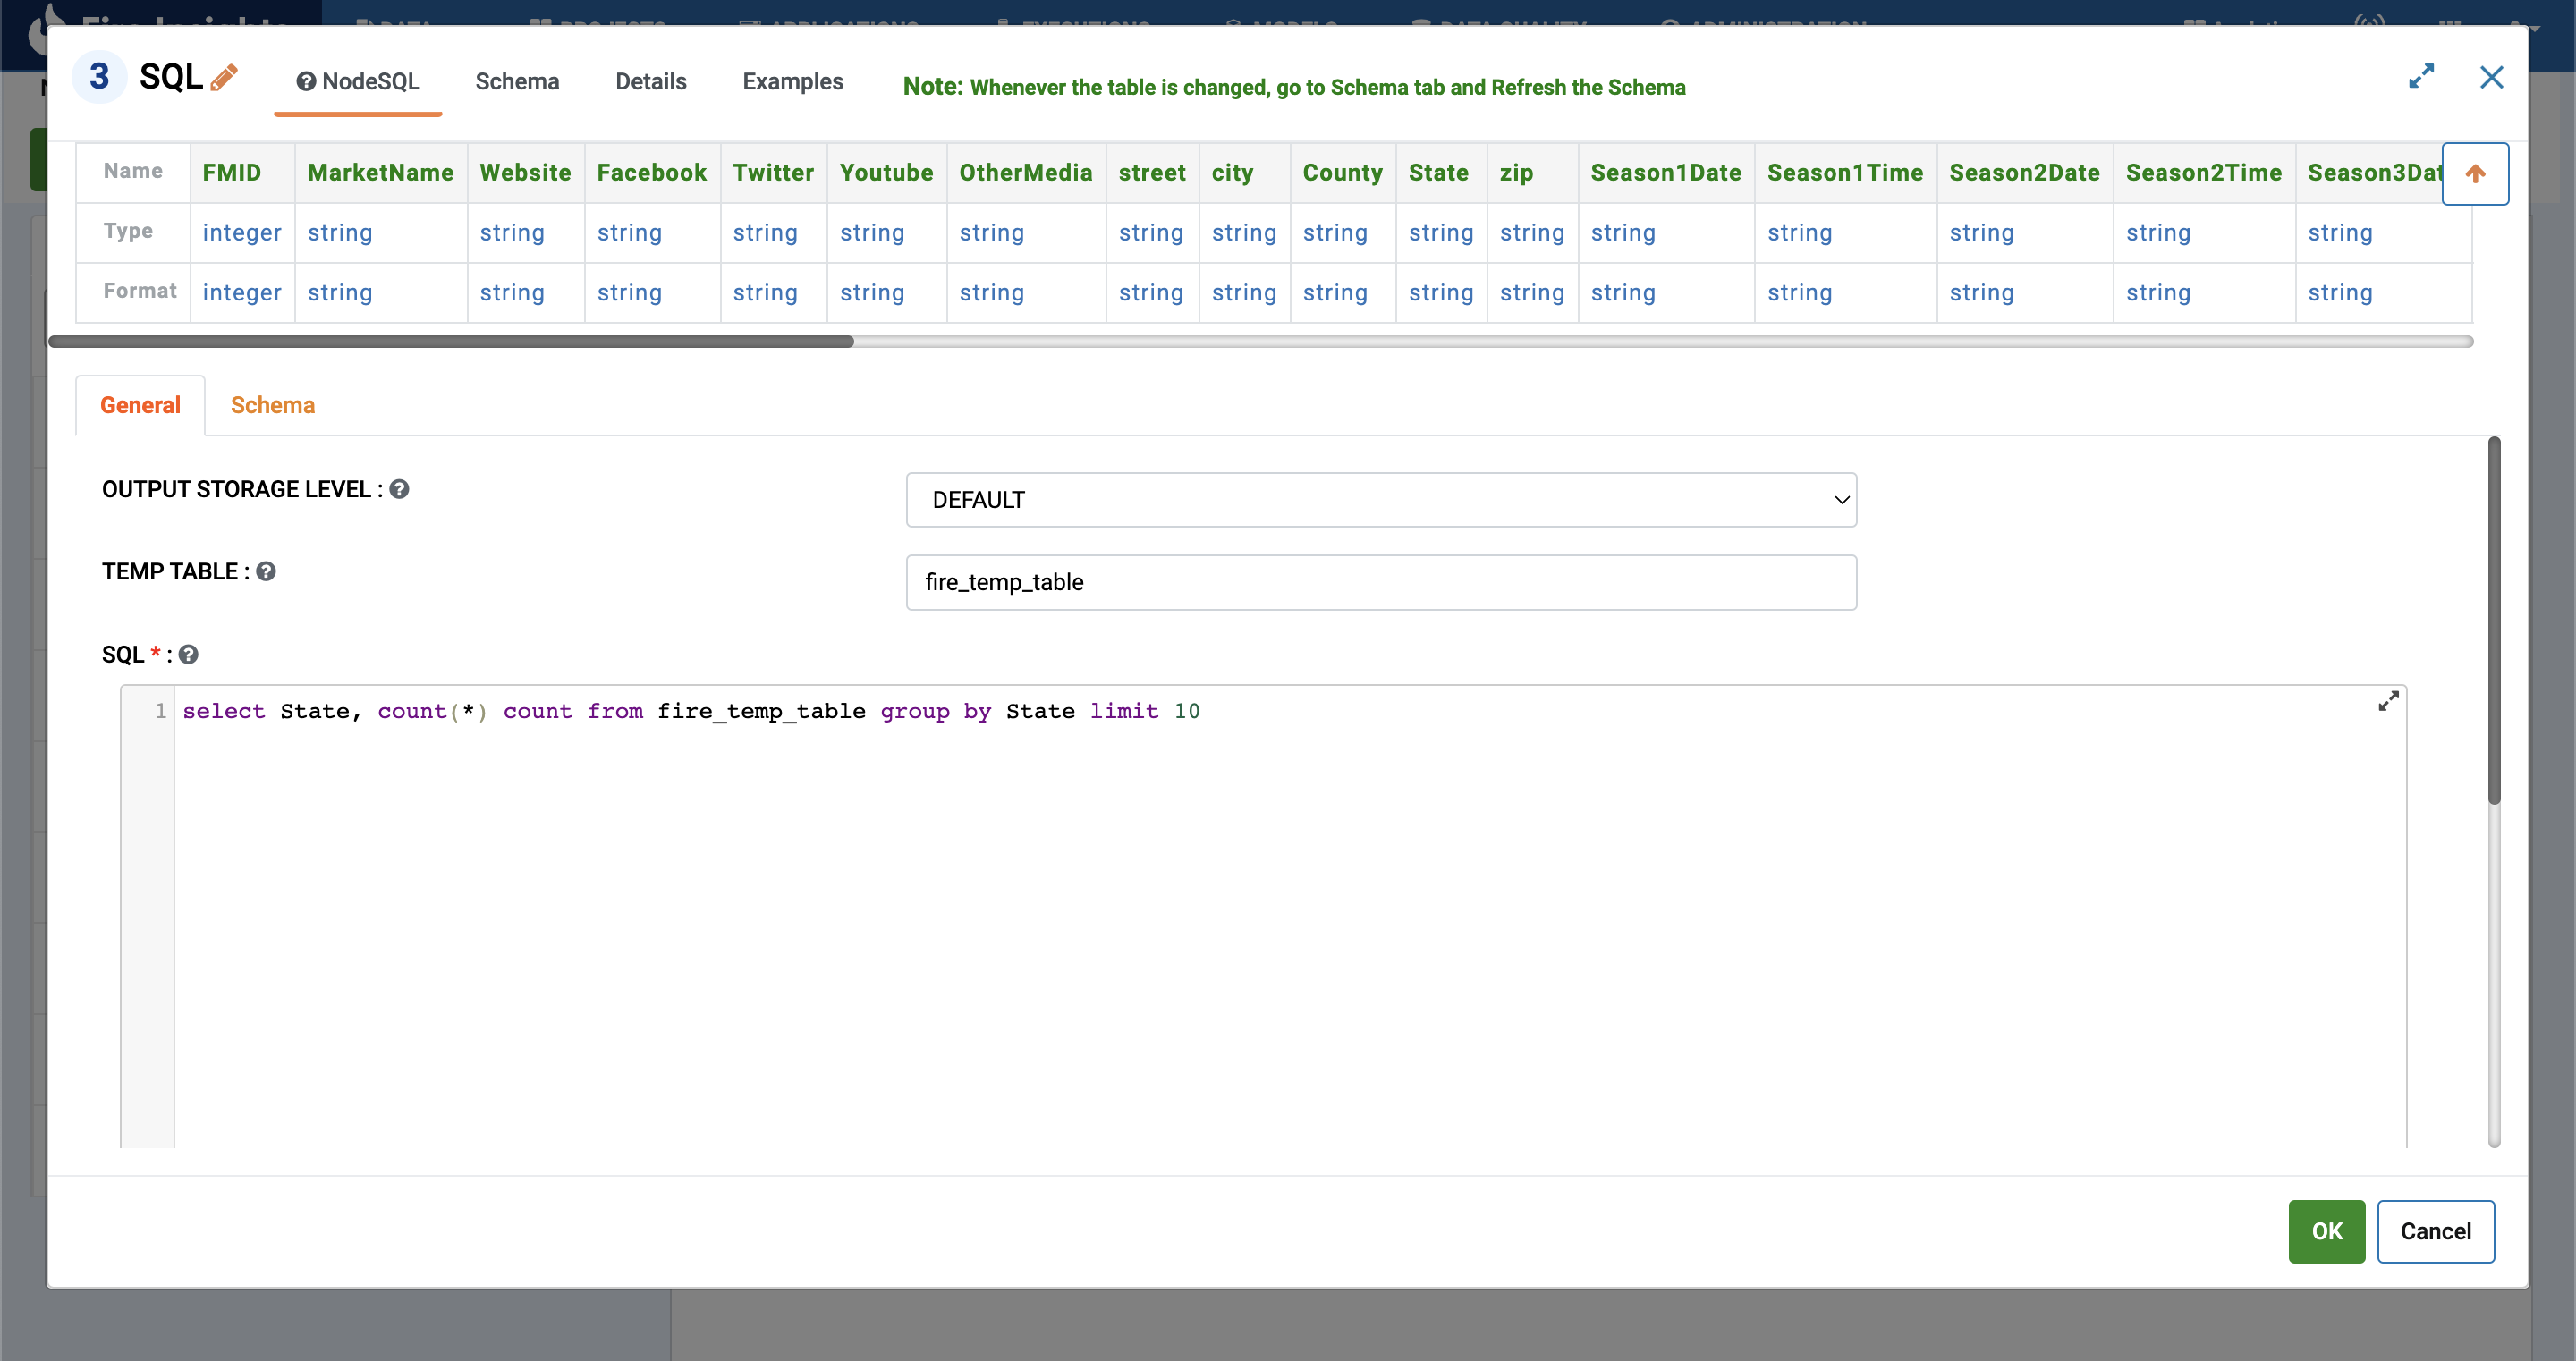 3 SQL NodeSQL Schema Details Examples Note: Whenever the table is changed, go to Schema tab and Refresh the Schema
Name FMID MarketName Website Facebook Twitter Youtube OtherMedia street city County State zip Season1Date Season1Time Season2Date Season2Time Season3Dat
Type integer string string string string string string string string string string string string string string string string
Format integer string string string string string string string string string string string string string string string string
General Schema
OUTPUT STORAGE LEVEL : DEFAULT
TEMP TABLE : fire_temp_table
SQL * :
1 select State, count(*) count from fire_temp_table group by State limit 10
OK Cancel